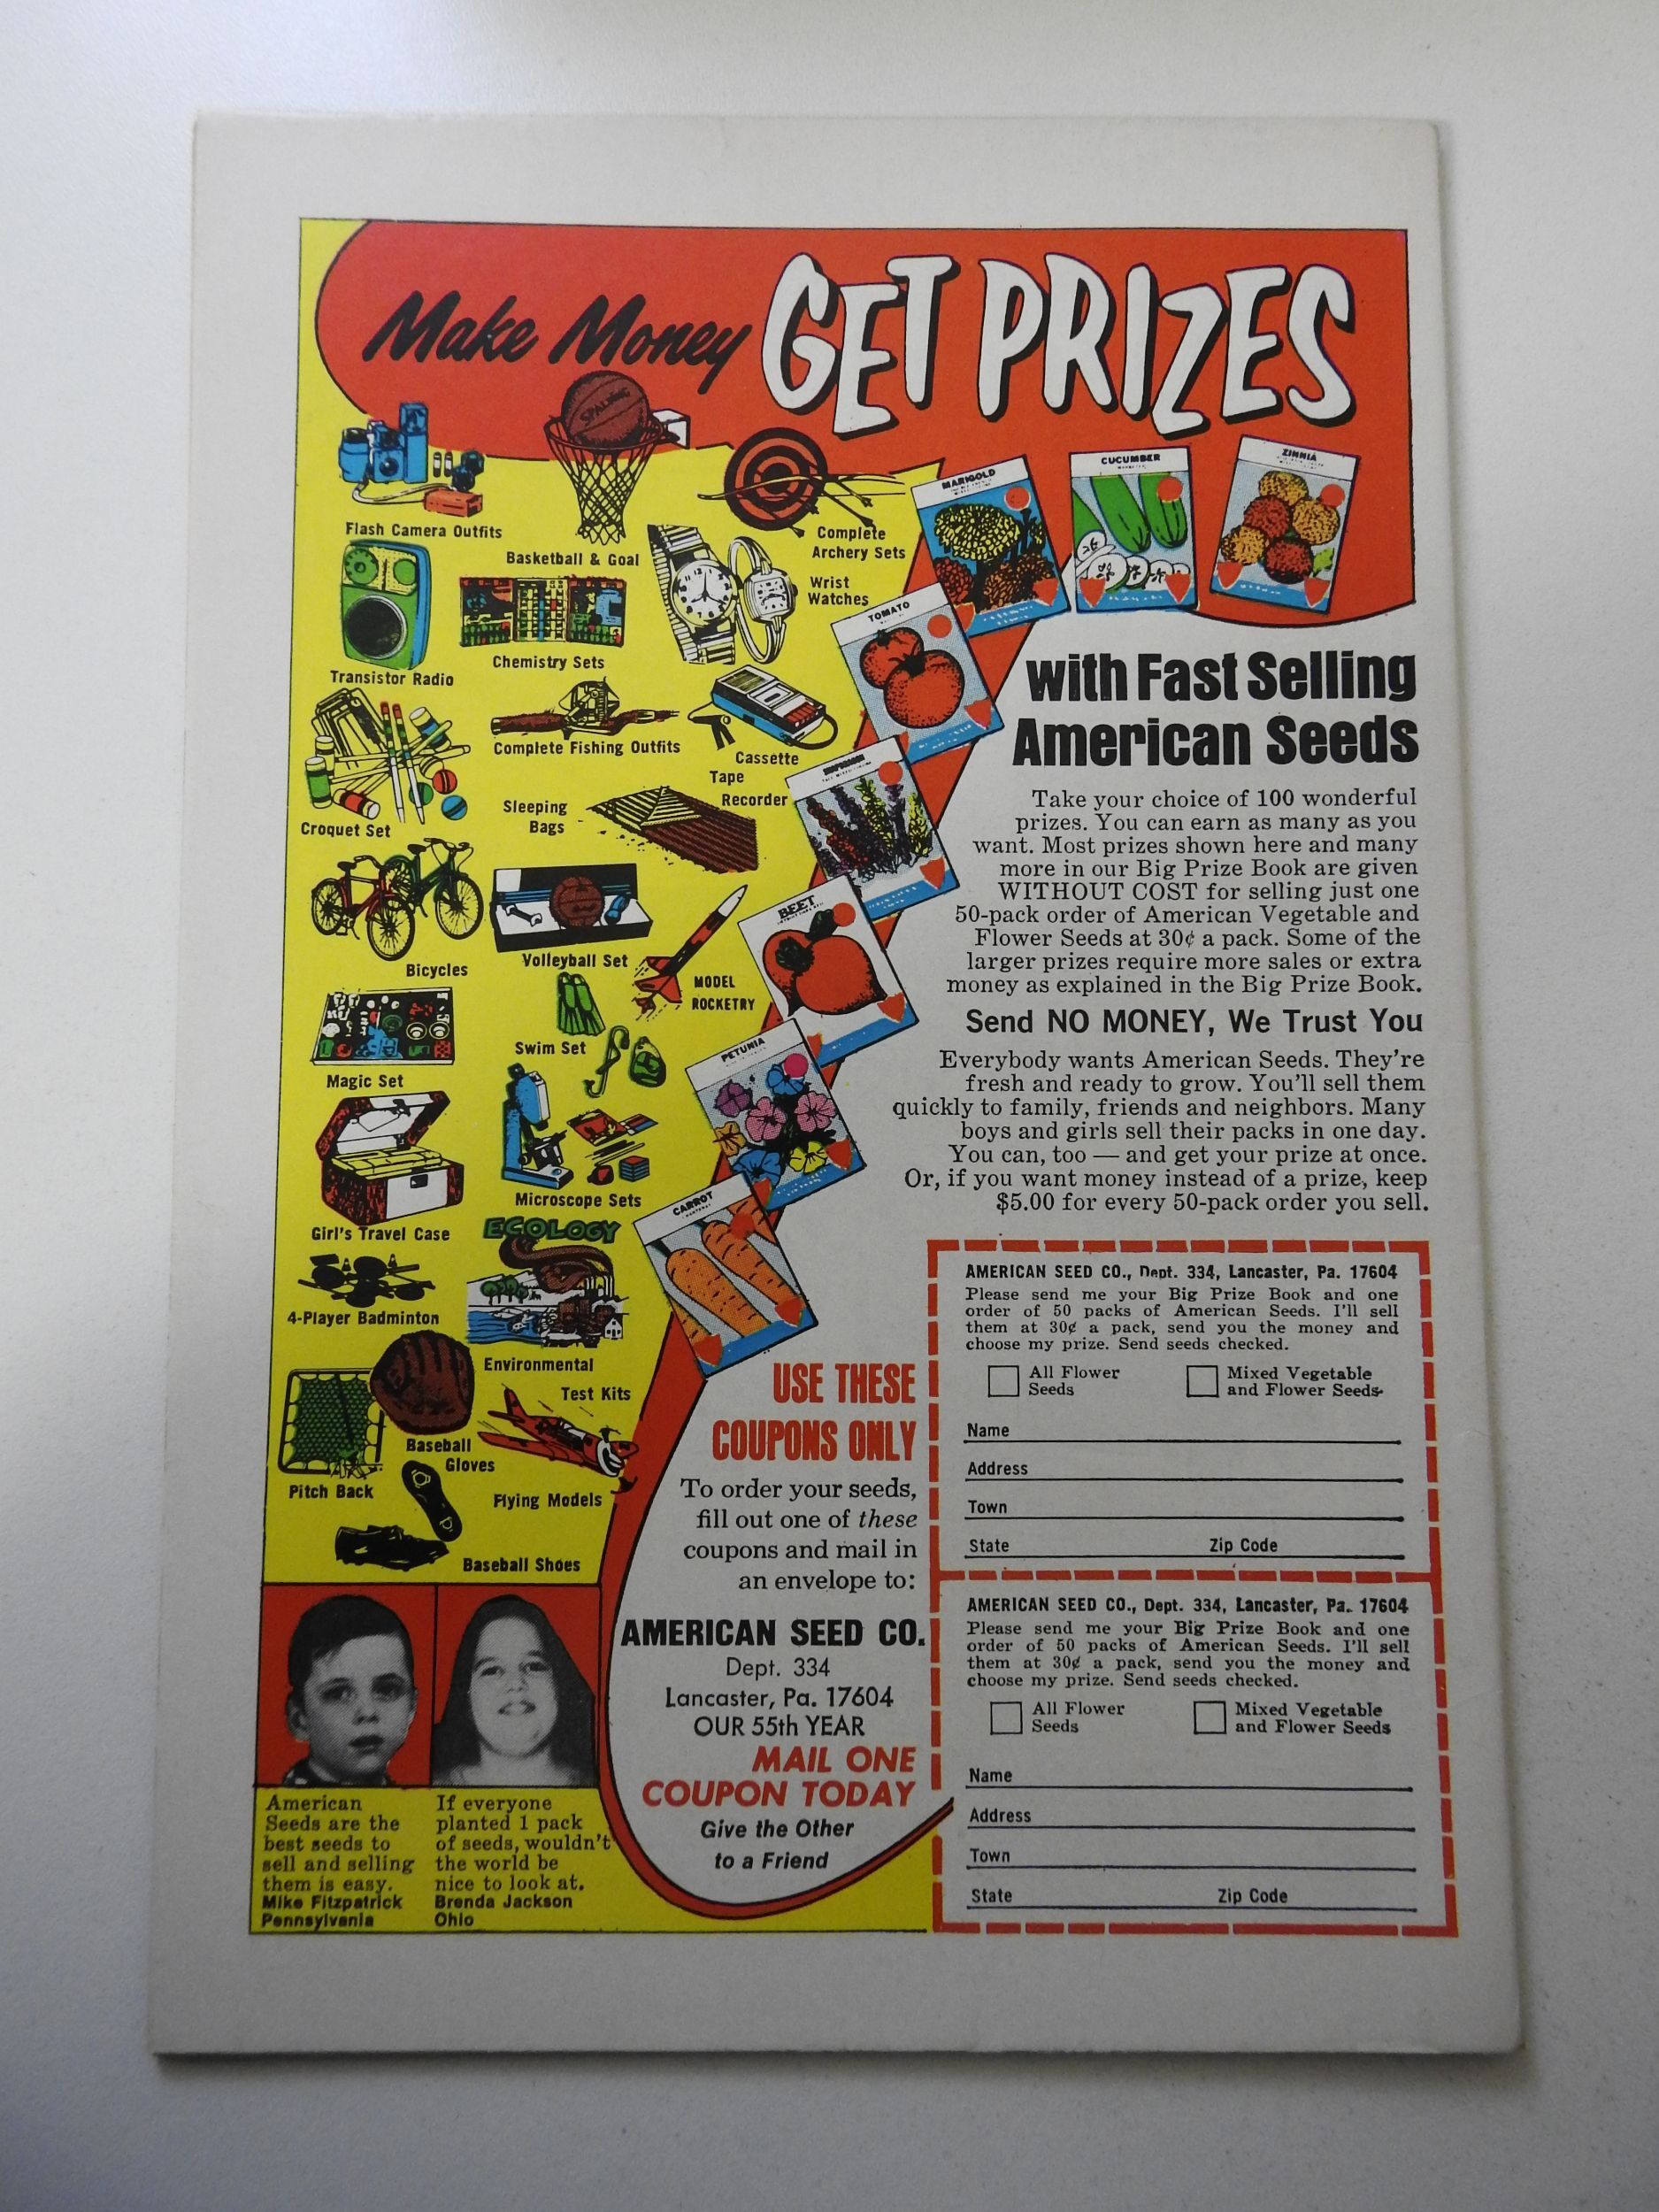 Make Money GET PRIZES
SPALDING
Flash Camera Outfits
Basketball & Goal
Complete
Archery Sets
Wrist
Watches
Transistor Radio
Chemistry Sets
Complete Fishing Outfits
Cassette
Tape
Recorder
Croquet Set
Sleeping
Bags
Bicycles
Volleyball Set
MODEL
ROCKETRY
Magic Set
Swim Set
Girl's Travel Case
Microscope Sets
ECOLOGY
4-Player Badminton
Environmental
Test Kits
Baseball
Gloves
Pitch Back
Flying Models
Baseball Shoes
MARIGOLD
CUCUMBER
ZINNIA
TOMATO
BEET
PETUNIA
CARROT
with Fast Selling
American Seeds
Take your choice of 100 wonderful
prizes. You can earn as many as you
want. Most prizes shown here and many
more in our Big Prize Book are given
WITHOUT COST for selling just one
50-pack order of American Vegetable and
Flower Seeds at 30¢ a pack. Some of the
larger prizes require more sales or extra
money as explained in the Big Prize Book.
Send NO MONEY, We Trust You
Everybody wants American Seeds. They're
fresh and ready to grow. You'll sell them
quickly to family, friends and neighbors. Many
boys and girls sell their packs in one day.
You can, too — and get your prize at once.
Or, if you want money instead of a prize, keep
$5.00 for every 50-pack order you sell.
USE THESE
COUPONS ONLY
To order your seeds,
fill out one of these
coupons and mail in
an envelope to:
AMERICAN SEED CO.
Dept. 334
Lancaster, Pa. 17604
OUR 55th YEAR
MAIL ONE
COUPON TODAY
Give the Other
to a Friend
AMERICAN SEED CO., Dept. 334, Lancaster, Pa. 17604
Please send me your Big Prize Book and one
order of 50 packs of American Seeds. I'll sell
them at 30¢ a pack, send you the money and
choose my prize. Send seeds checked.
All Flower
Seeds
Mixed Vegetable
and Flower Seeds
Name
Address
Town
State Zip Code
AMERICAN SEED CO., Dept. 334, Lancaster, Pa. 17604
Please send me your Big Prize Book and one
order of 50 packs of American Seeds. I'll sell
them at 30¢ a pack, send you the money and
choose my prize. Send seeds checked.
All Flower
Seeds
Mixed Vegetable
and Flower Seeds
Name
Address
Town
State Zip Code
American
Seeds are the
best seeds to
sell and selling
them is easy.
Mike Fitzpatrick
Pennsylvania
If everyone
planted 1 pack
of seeds, wouldn't
the world be
nice to look at.
Brenda Jackson
Ohio